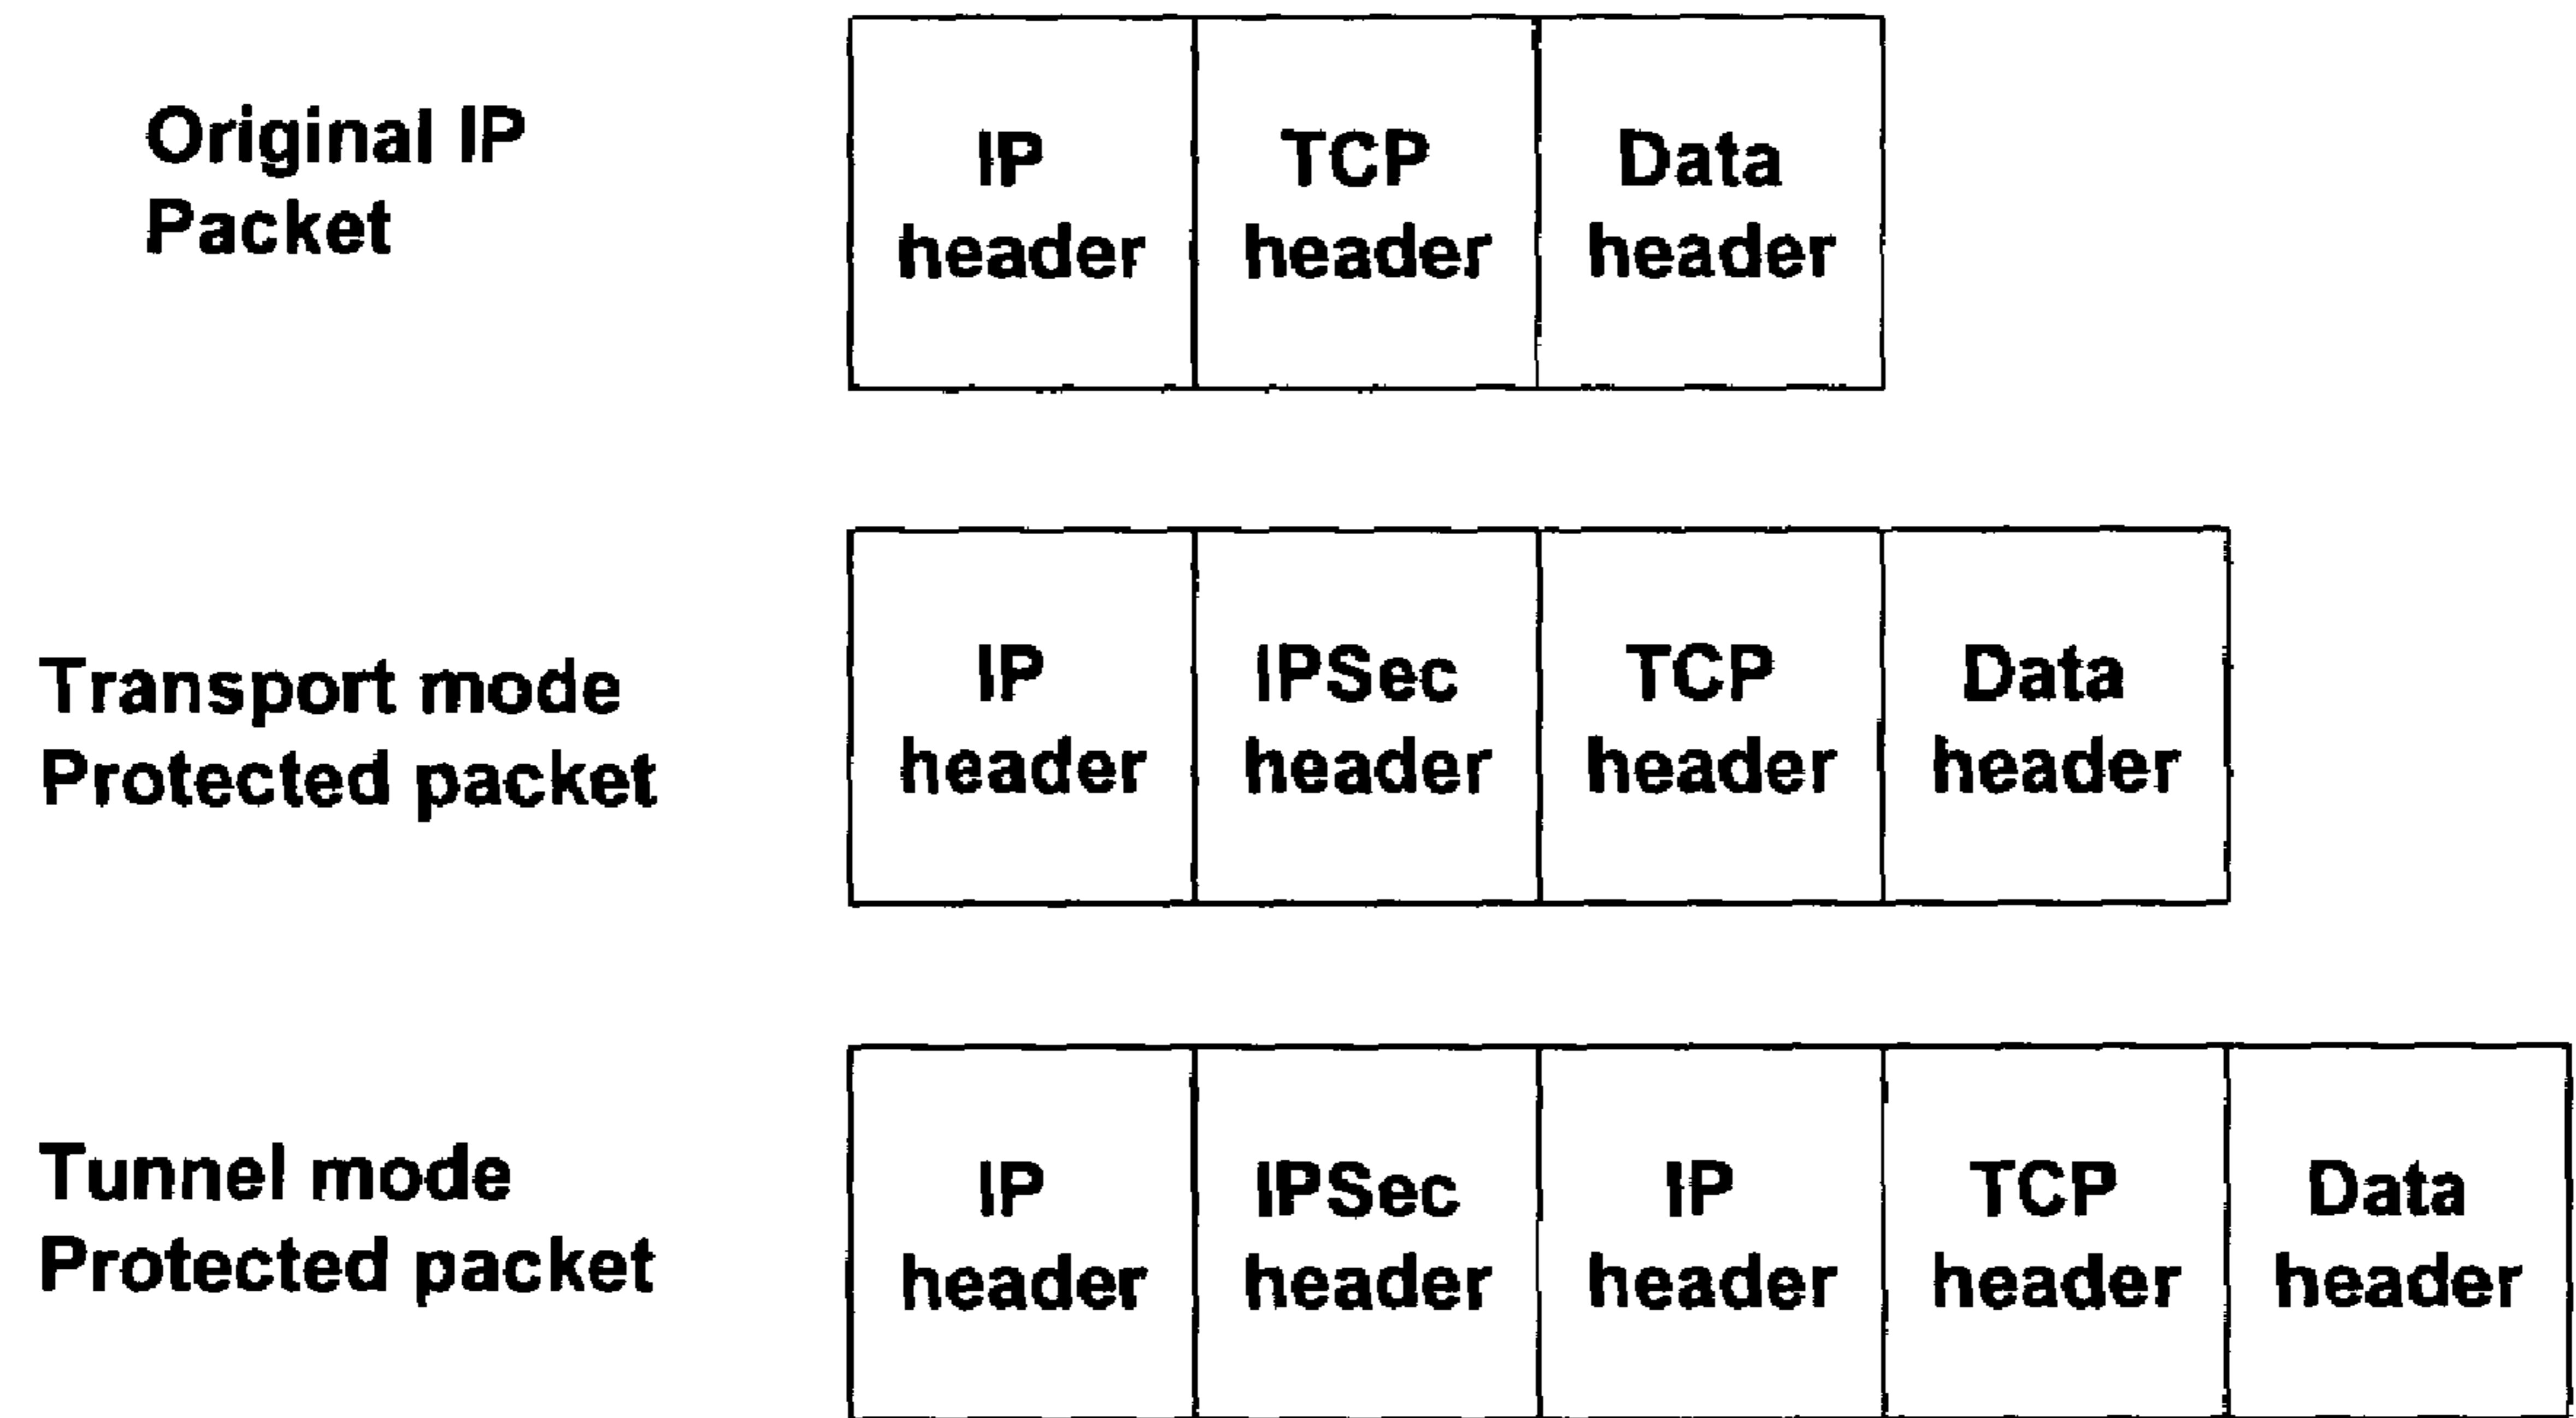 Original IP
Packet
IP
header
TCP
header
Data
header
Transport mode
Protected packet
IP
header
IPSec
header
TCP
header
Data
header
Tunnel mode
Protected packet
IP
header
IPSec
header
IP
header
TCP
header
Data
header